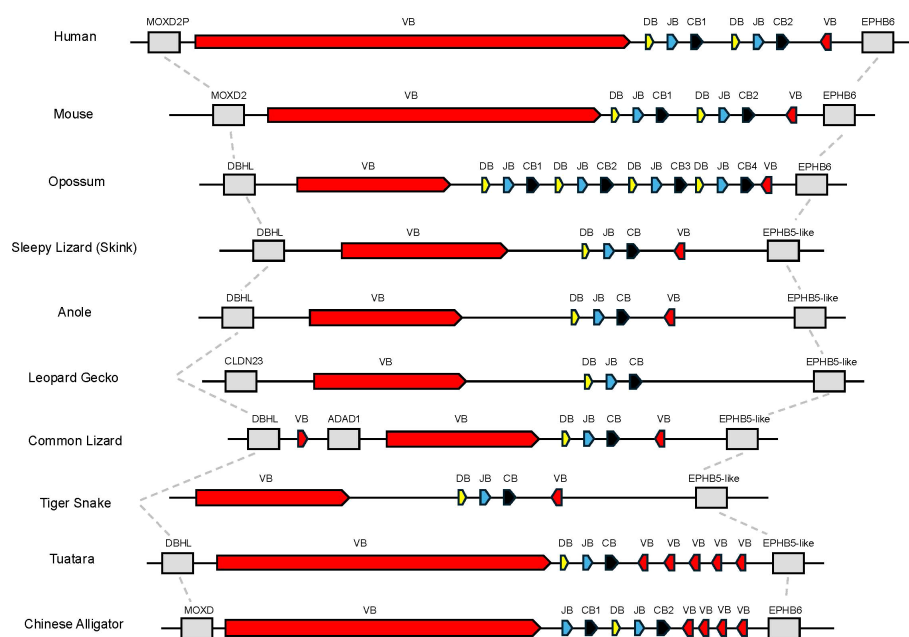 MOXD2P VB DB JB CB1 DB JB CB2 VB EPHB6
Human
MOXD2 VB DB JB CB1 DB JB CB2 VB EPHB6
Mouse
DBHL VB DB JB CB1 DB JB CB2 DB JB CB3 DB JB CB4 VB EPHB6
Opossum
DBHL VB DB JB CB VB EPHB5-like
Sleepy Lizard (Skink)
DBHL VB DB JB CB VB EPHB5-like
Anole
CLDN23 VB DB JB CB EPHB5-like
Leopard Gecko
DBHL VB ADAD1 VB DB JB CB VB EPHB5-like
Common Lizard
VB DB JB CB VB EPHB5-like
Tiger Snake
DBHL VB DB JB CB VB VB VB VB VB EPHB5-like
Tuatara
MOXD VB JB CB1 DB JB CB2 VB VB VB VB EPHB6
Chinese Alligator